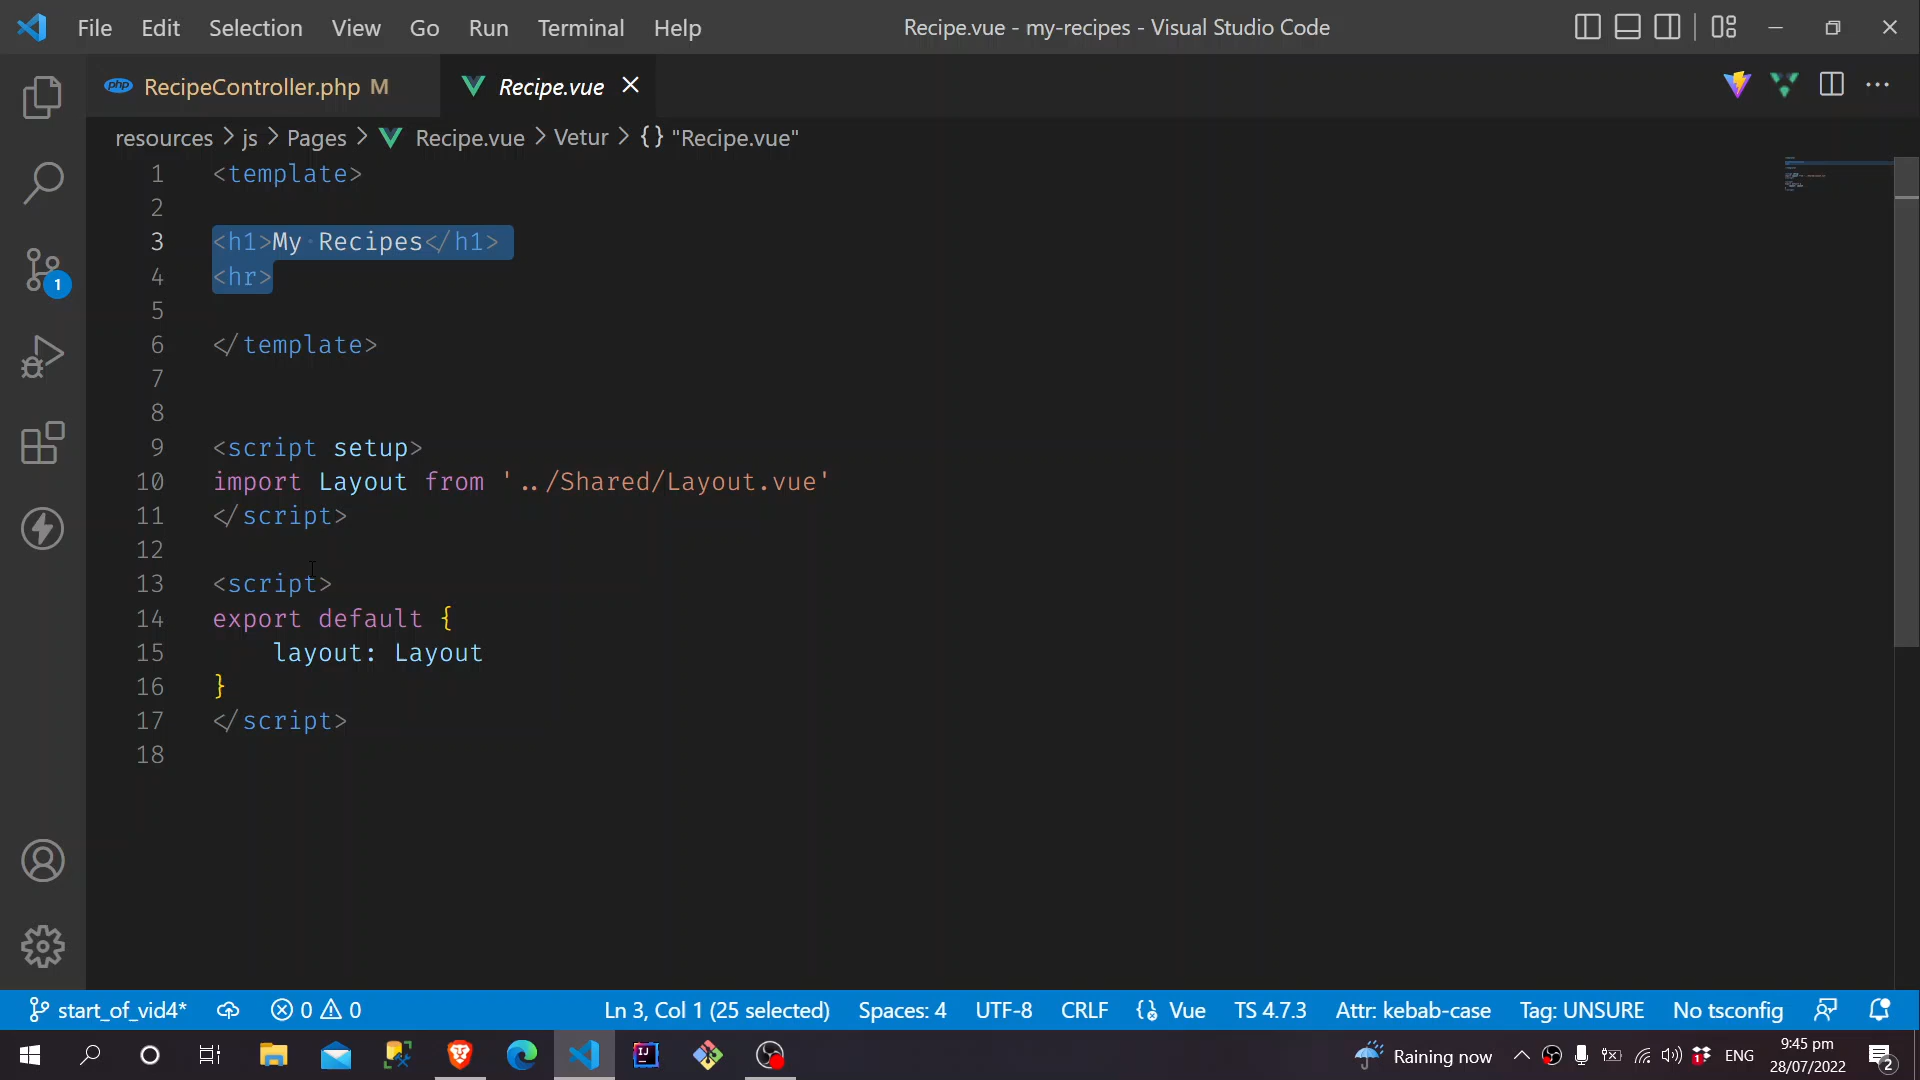 File Edit Selection View Go Run Terminal Help Recipe.vue - my-recipes - Visual Studio Code
php RecipeController.php M Recipe.vue
resources > js > Pages > Recipe.vue > Vetur > {} "Recipe.vue"
1 <template>
2
3 <h1>My Recipes</h1>
4 <hr>
5
6 </template>
7
8
9 <script setup>
10 import Layout from '../Shared/Layout.vue'
11 </script>
12
13 <script>
14 export default {
15 layout: Layout
16 }
17 </script>
18
1
start_of_vid4* 0 0 Ln 3, Col 1 (25 selected) Spaces: 4 UTF-8 CRLF Vue TS 4.7.3 Attr: kebab-case Tag: UNSURE No tsconfig
IJ Raining now 1 ENG 9:45 pm
28/07/2022 2